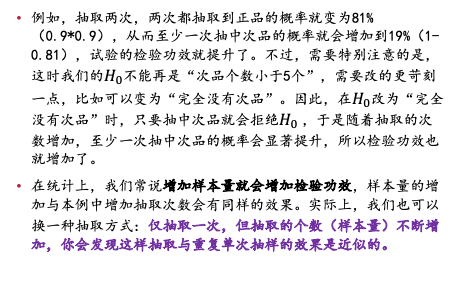 • 例如，抽取两次，两次都抽取到正品的概率就变为81%
（0.9*0.9），从而至少一次抽中次品的概率就会增加到19%（1-
0.81），试验的检验功效就提升了。不过，需要特别注意的是，
这时我们的H₀不能再是“次品个数小于5个”，需要改的更苛刻
一点，比如可以变为“完全没有次品”。因此，在H₀改为“完全
没有次品”时，只要抽中次品就会拒绝H₀，于是随着抽取的次
数增加，至少一次抽中次品的概率会显著提升，所以检验功效也
就增加了。
• 在统计上，我们常说增加样本量就会增加检验功效，样本量的增
加与本例中增加抽取次数会有同样的效果。实际上，我们也可以
换一种抽取方式：仅抽取一次，但抽取的个数（样本量）不断增
加，你会发现这样抽取与重复单次抽样的效果是近似的。